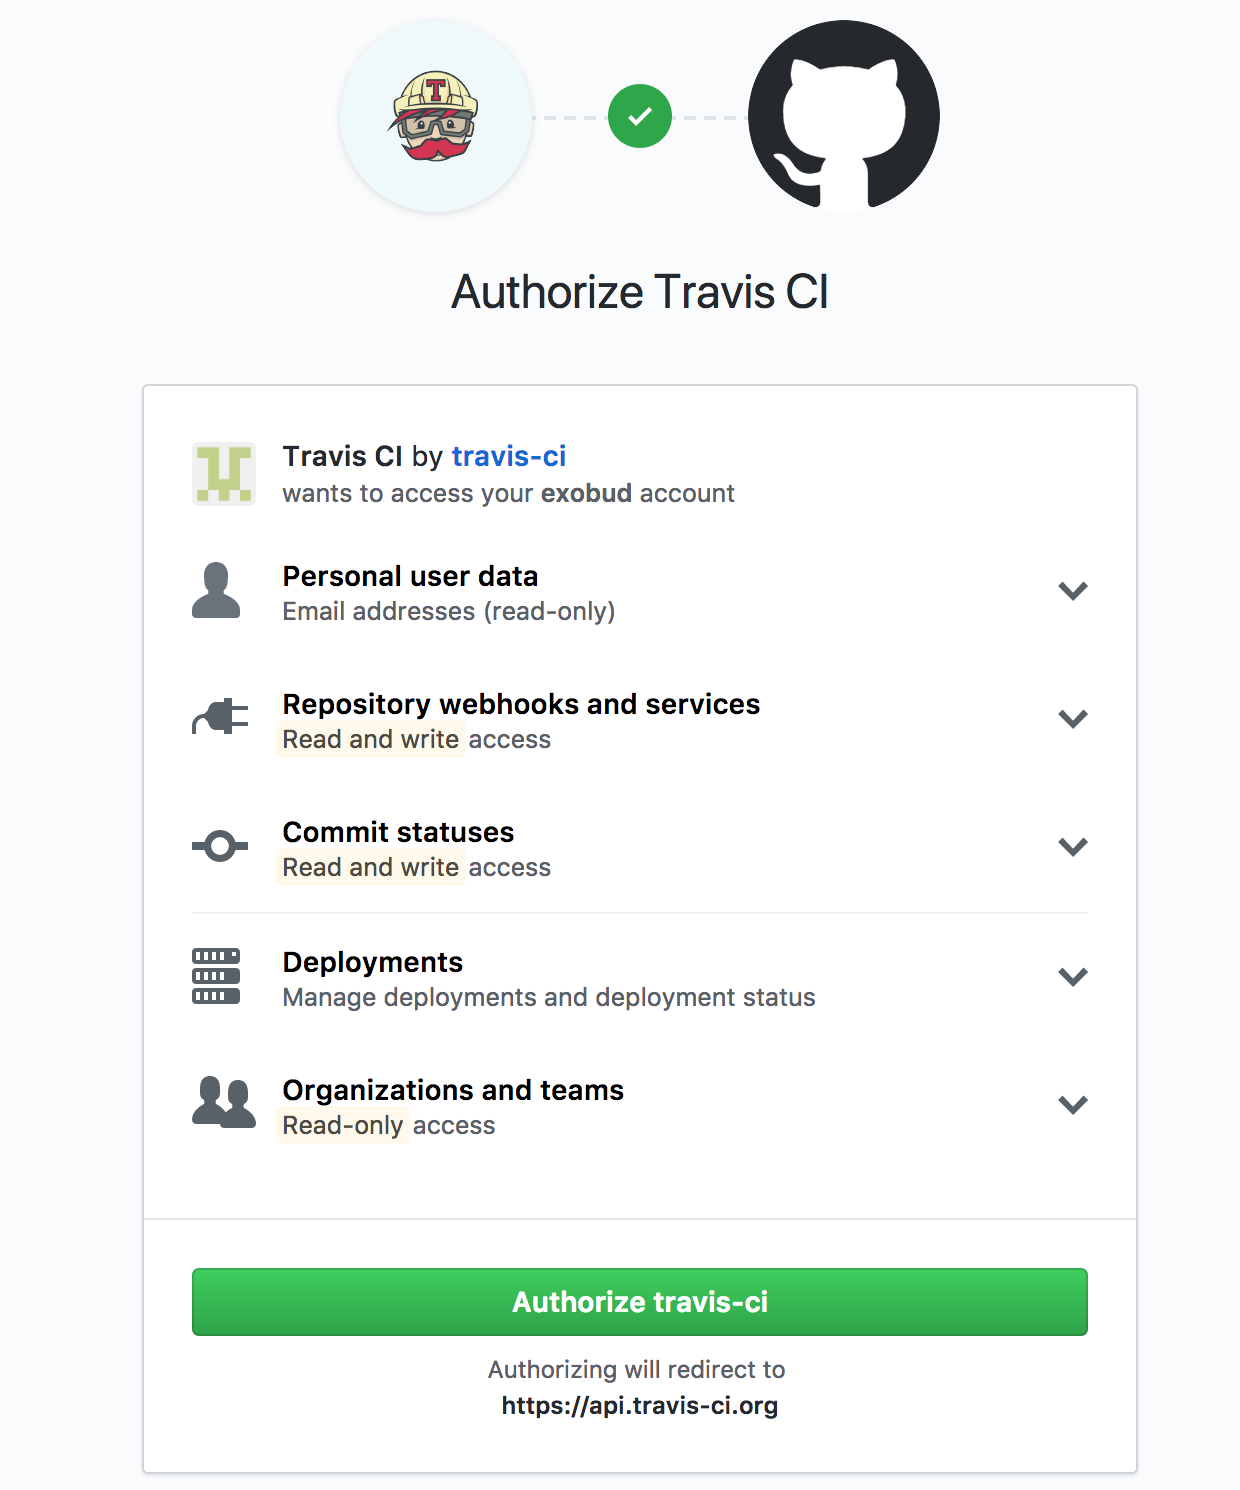 T
Authorize Travis CI
Travis CI by travis-ci
wants to access your exobud account
Personal user data
Email addresses (read-only)
Repository webhooks and services
Read and write access
Commit statuses
Read and write access
Deployments
Manage deployments and deployment status
Organizations and teams
Read-only access
Authorize travis-ci
Authorizing will redirect to
https://api.travis-ci.org